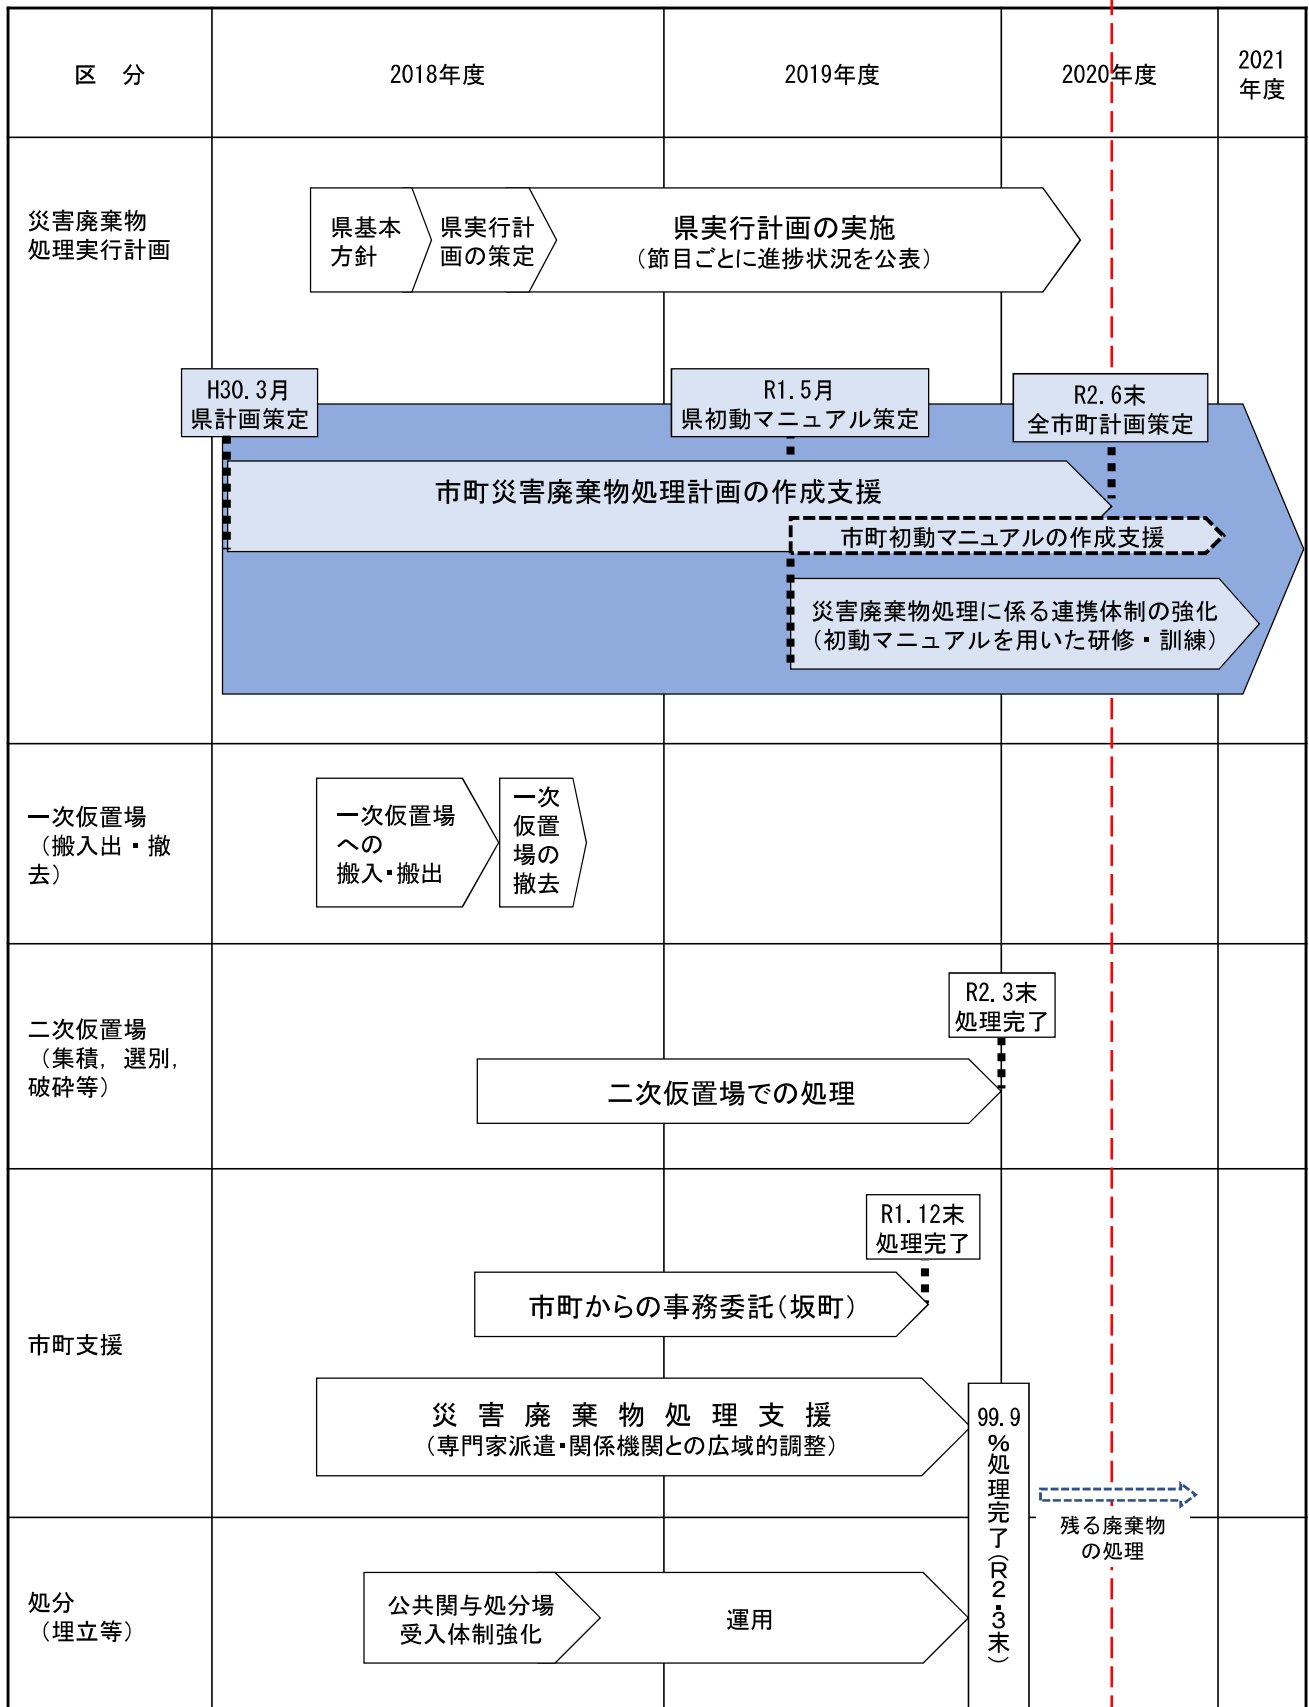 区　分
2018年度
2019年度
2020年度
2021
年度
災害廃棄物
処理実行計画
県基本
方針
県実行計
画の策定
県実行計画の実施
（節目ごとに進捗状況を公表）
H30.3月
県計画策定
R1.5月
県初動マニュアル策定
R2.6末
全市町計画策定
市町災害廃棄物処理計画の作成支援
市町初動マニュアルの作成支援
災害廃棄物処理に係る連携体制の強化
（初動マニュアルを用いた研修・訓練）
一次仮置場
（搬入出・撤
去）
一次仮置場
への
搬入・搬出
一次
仮置
場の
撤去
二次仮置場
（集積，選別，
破砕等）
R2.3末
処理完了
二次仮置場での処理
市町支援
R1.12末
処理完了
市町からの事務委託（坂町）
災害廃棄物処理支援
（専門家派遣・関係機関との広域的調整）
99.9％処理完了（R2・3末）
残る廃棄物
の処理
処分
（埋立等）
公共関与処分場
受入体制強化
運用